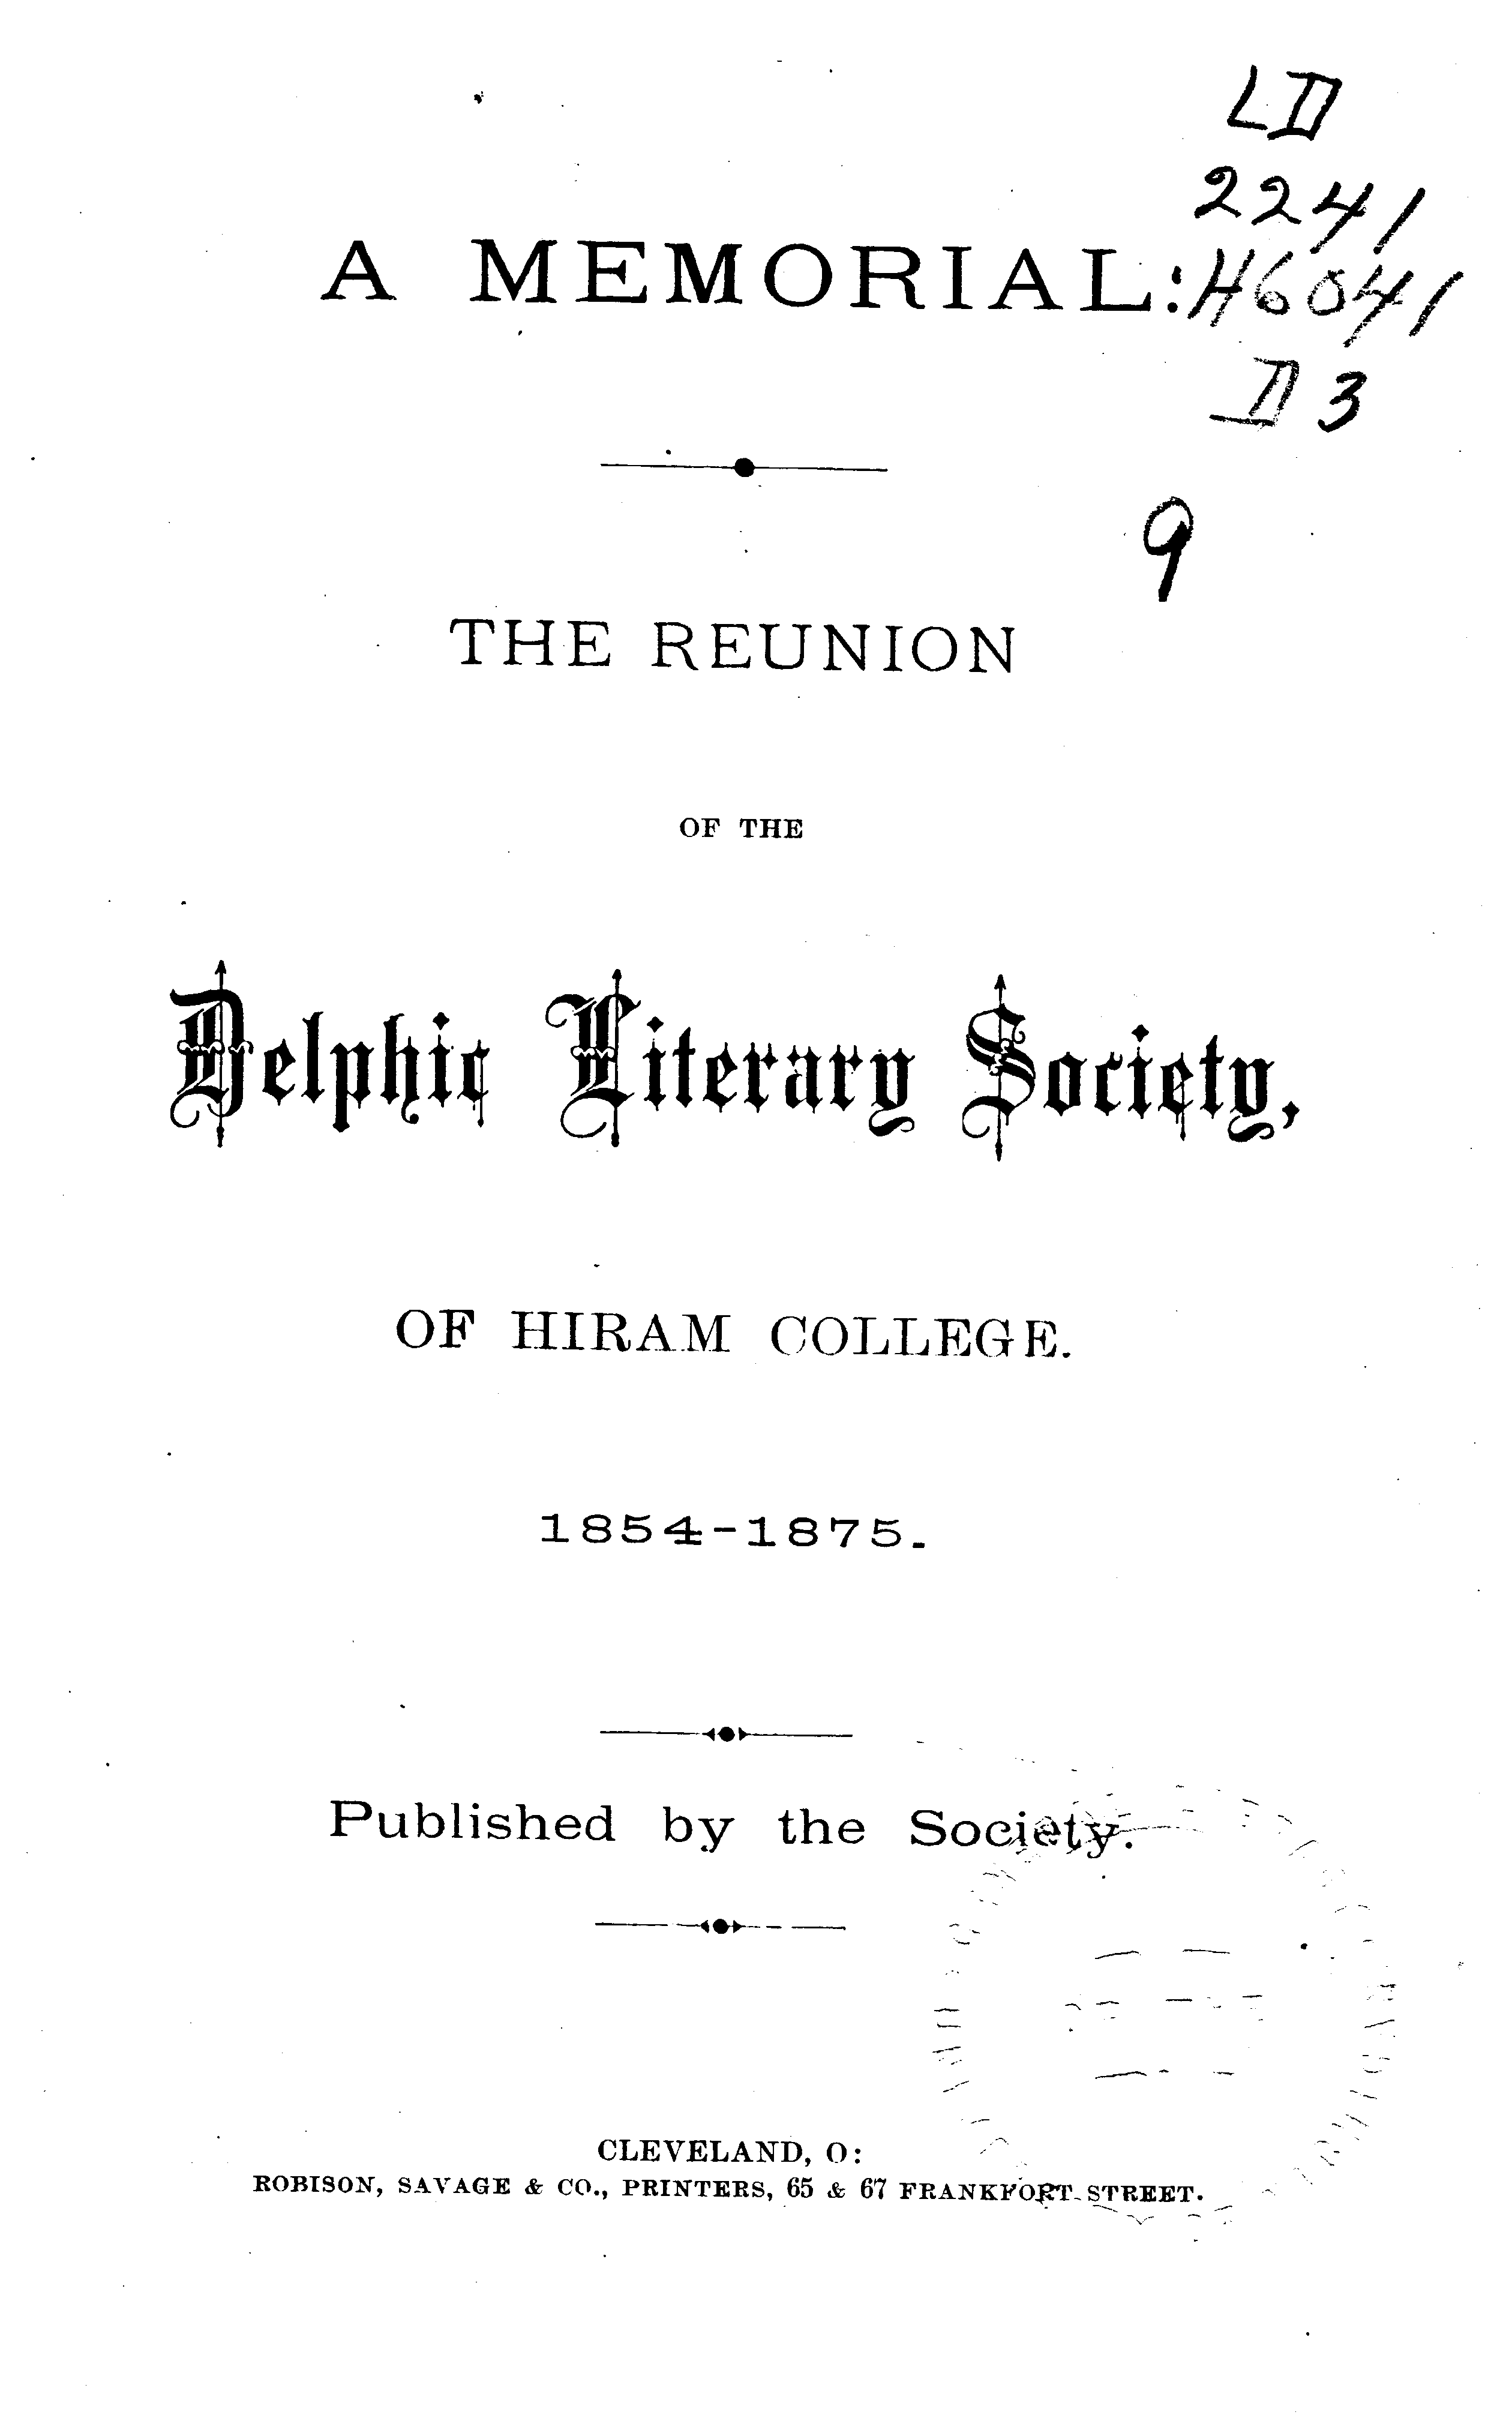 LD
2241
A MEMORIAL: H6041
D3
9
THE REUNION
OF THE
Delphic Literary Society,
OF HIRAM COLLEGE.
1854-1875.
Published by the Society.
CLEVELAND, O:
ROBISON, SAVAGE & CO., PRINTERS, 65 & 67 FRANKFORT STREET.